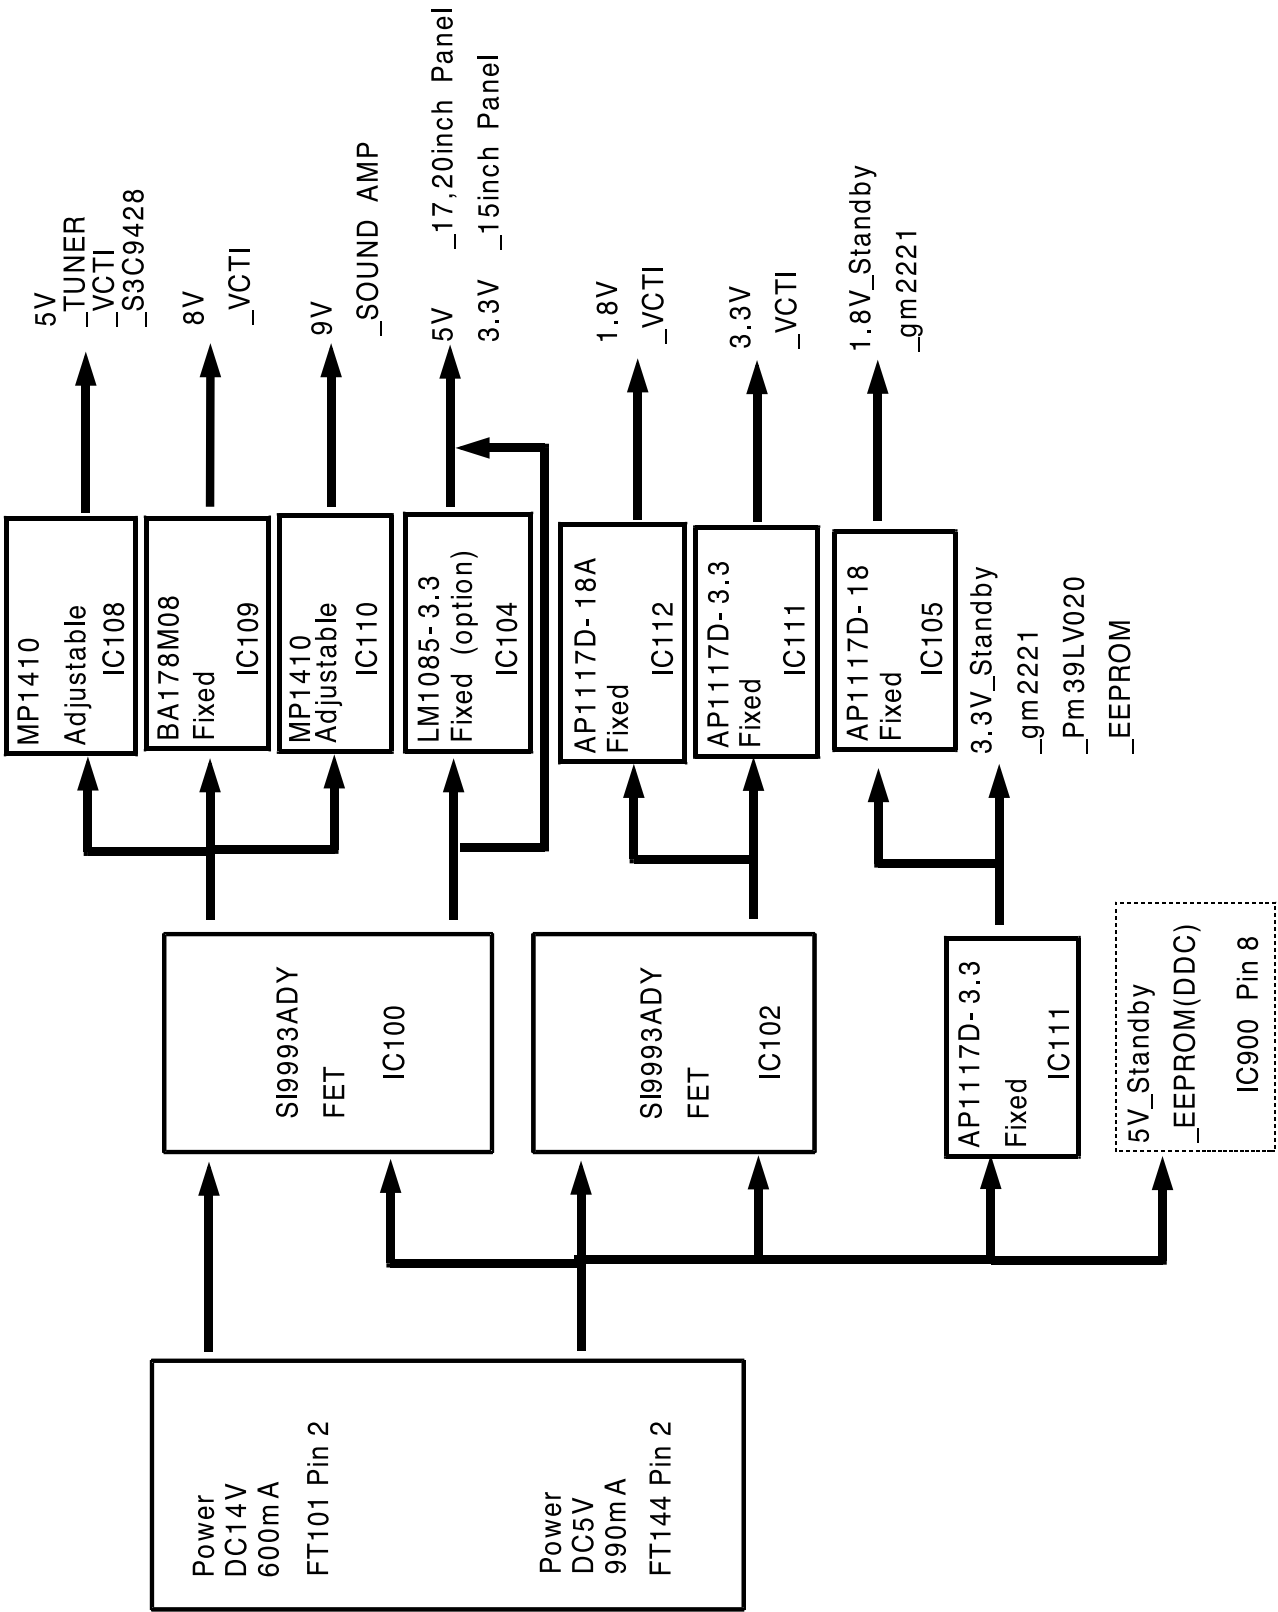 Power
DC14V
600mA
FT101 Pin 2
Power
DC5V
990mA
FT144 Pin 2
SI9993ADY
FET
IC100
SI9993ADY
FET
IC102
AP1117D-3.3
Fixed
IC111
5V_Standby
_EEPROM(DDC)
IC900 Pin 8
MP1410
Adjustable
IC108
BA178M08
Fixed
IC109
MP1410
Adjustable
IC110
LM1085-3.3
Fixed (option)
IC104
AP1117D-18A
Fixed
IC112
AP1117D-3.3
Fixed
IC111
AP1117D-18
Fixed
IC105
3.3V_Standby
_gm2221
_Pm39LV020
_EEPROM
5V
_TUNER
_VCTI
_S3C9428
8V
_VCTI
9V
_SOUND AMP
5V _17,20inch Panel
3.3V _15inch Panel
1.8V
_VCTI
3.3V
_VCTI
1.8V_Standby
_gm2221